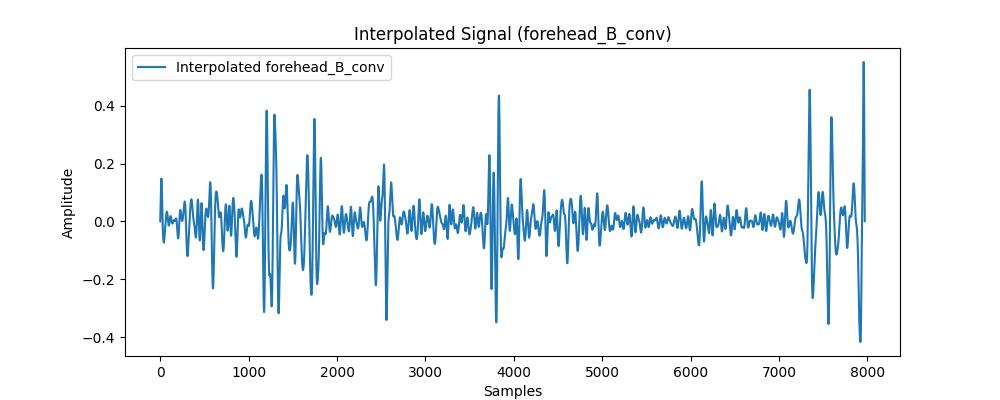 Interpolated Signal (forehead_B_conv)
Interpolated forehead_B_conv
Amplitude
0.4
0.2
0.0
−0.2
−0.4
0 1000 2000 3000 4000 5000 6000 7000 8000
Samples